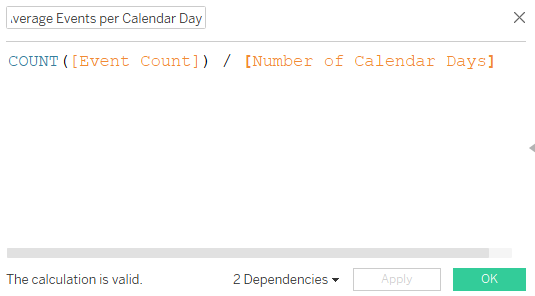 verage Events per Calendar Day
COUNT([Event Count]) / [Number of Calendar Days]
The calculation is valid.
2 Dependencies
Apply
OK